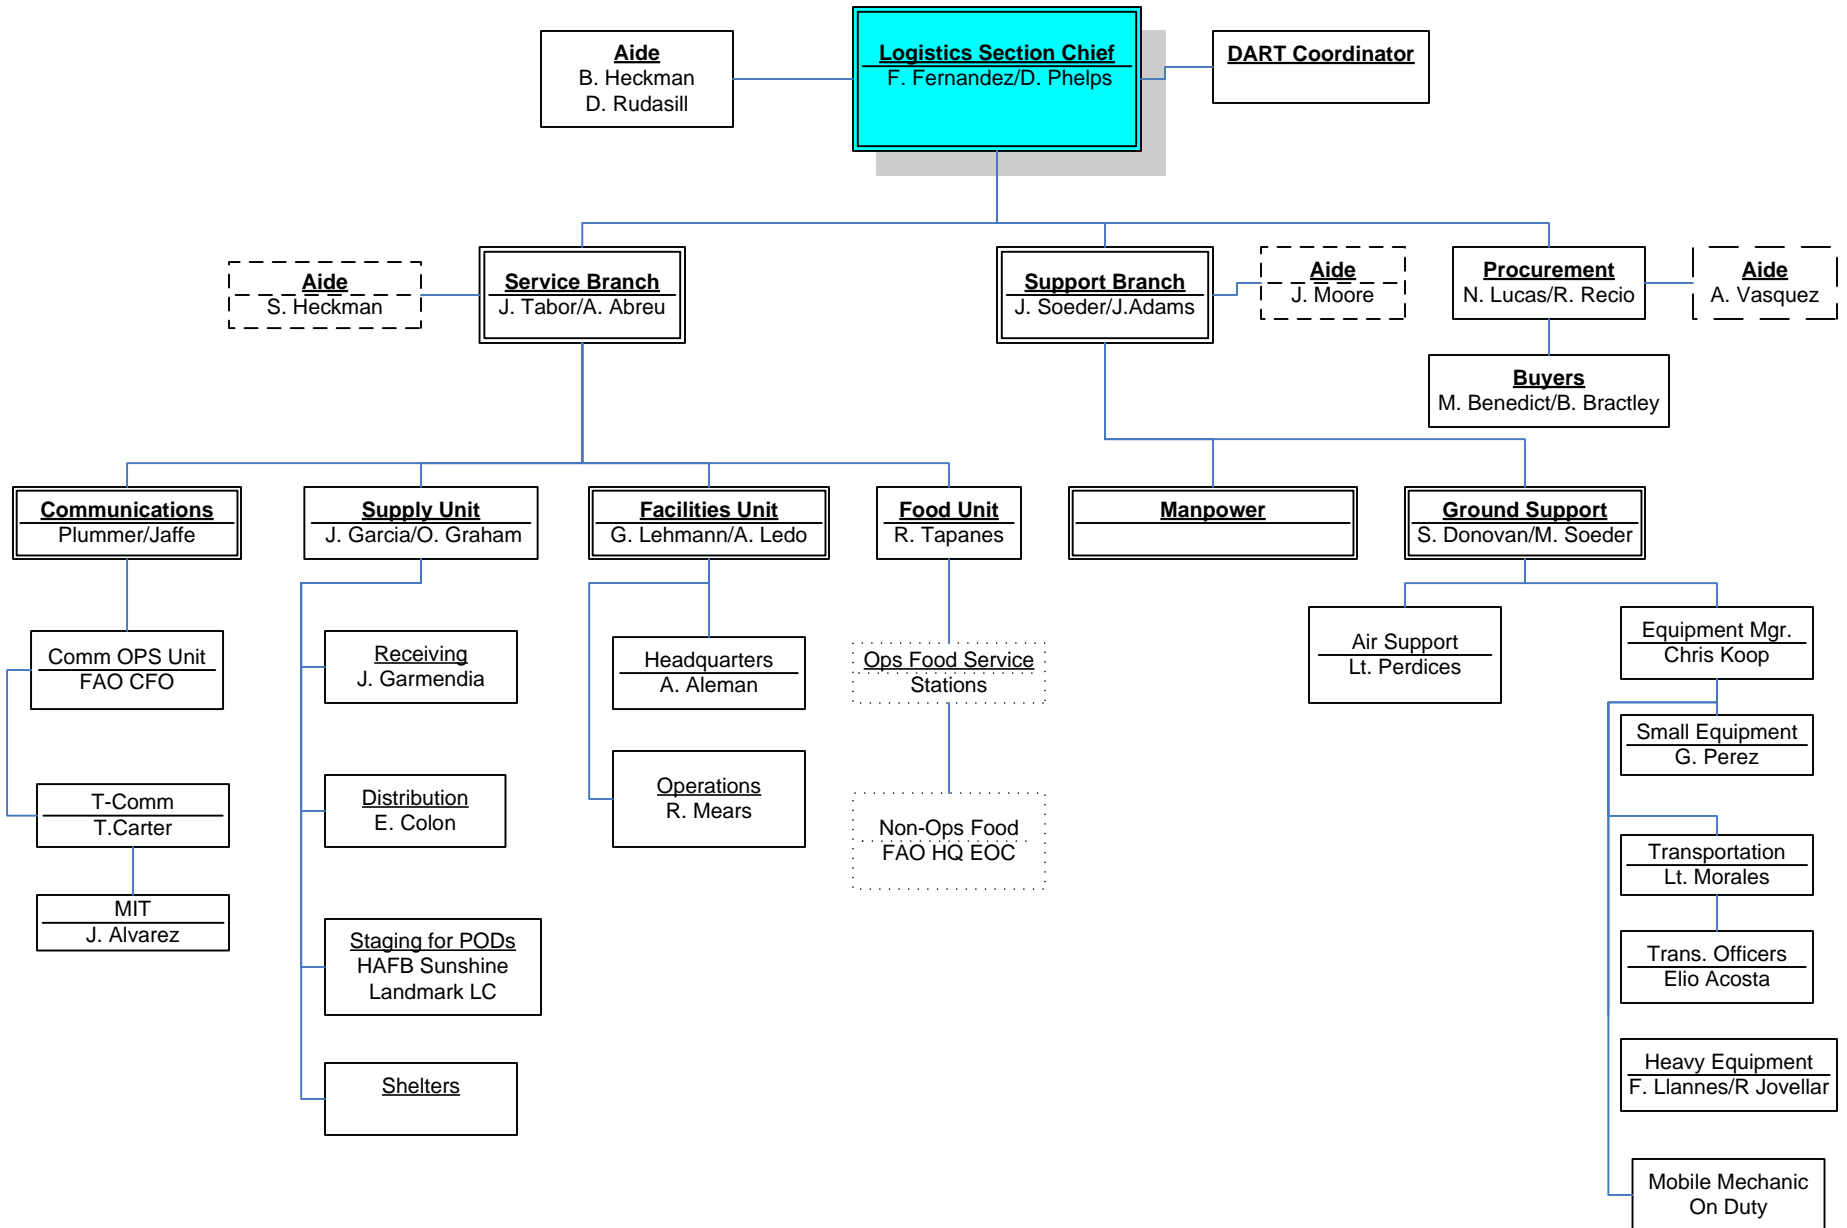 Aide
B. Heckman
D. Rudasill
Logistics Section Chief
F. Fernandez/D. Phelps
DART Coordinator
Aide
S. Heckman
Service Branch
J. Tabor/A. Abreu
Support Branch
J. Soeder/J.Adams
Aide
J. Moore
Procurement
N. Lucas/R. Recio
Aide
A. Vasquez
Buyers
M. Benedict/B. Bractley
Communications
Plummer/Jaffe
Supply Unit
J. Garcia/O. Graham
Facilities Unit
G. Lehmann/A. Ledo
Food Unit
R. Tapanes
Manpower
Ground Support
S. Donovan/M. Soeder
Comm OPS Unit
FAO CFO
Receiving
J. Garmendia
Headquarters
A. Aleman
Ops Food Service
Stations
Air Support
Lt. Perdices
Equipment Mgr.
Chris Koop
Small Equipment
G. Perez
T-Comm
T.Carter
Distribution
E. Colon
Operations
R. Mears
Non-Ops Food
FAO HQ EOC
Transportation
Lt. Morales
MIT
J. Alvarez
Staging for PODs
HAFB Sunshine
Landmark LC
Trans. Officers
Elio Acosta
Shelters
Heavy Equipment
F. Llannes/R Jovellar
Mobile Mechanic
On Duty